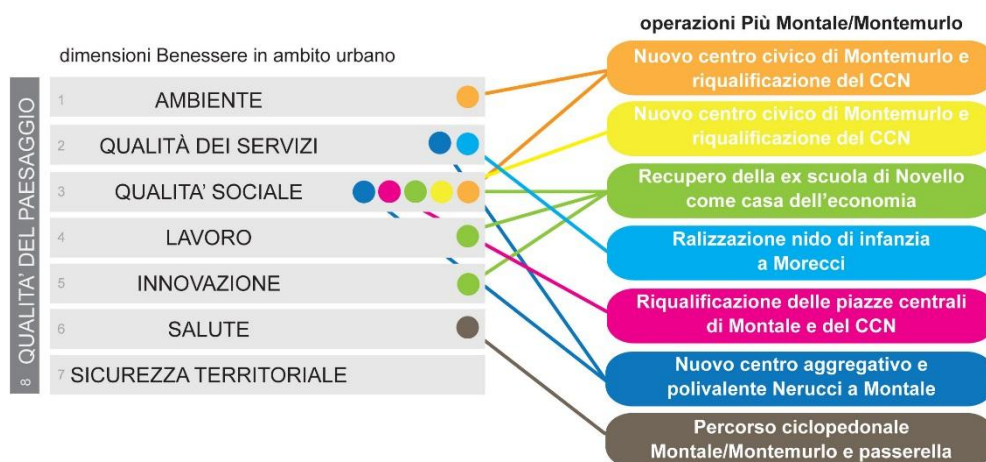 operazioni Più Montale/Montemurlo
dimensioni Benessere in ambito urbano
8 QUALITA' DEL PAESAGGIO
1 AMBIENTE
2 QUALITÀ DEI SERVIZI
3 QUALITA' SOCIALE
4 LAVORO
5 INNOVAZIONE
6 SALUTE
7 SICUREZZA TERRITORIALE
Nuovo centro civico di Montemurlo e
riqualificazione del CCN
Nuovo centro civico di Montemurlo e
riqualificazione del CCN
Recupero della ex scuola di Novello
come casa dell'economia
Ralizzazione nido di infanzia
a Morecci
Riqualificazione delle piazze centrali
di Montale e del CCN
Nuovo centro aggregativo e
polivalente Nerucci a Montale
Percorso ciclopedonale
Montale/Montemurlo e passerella